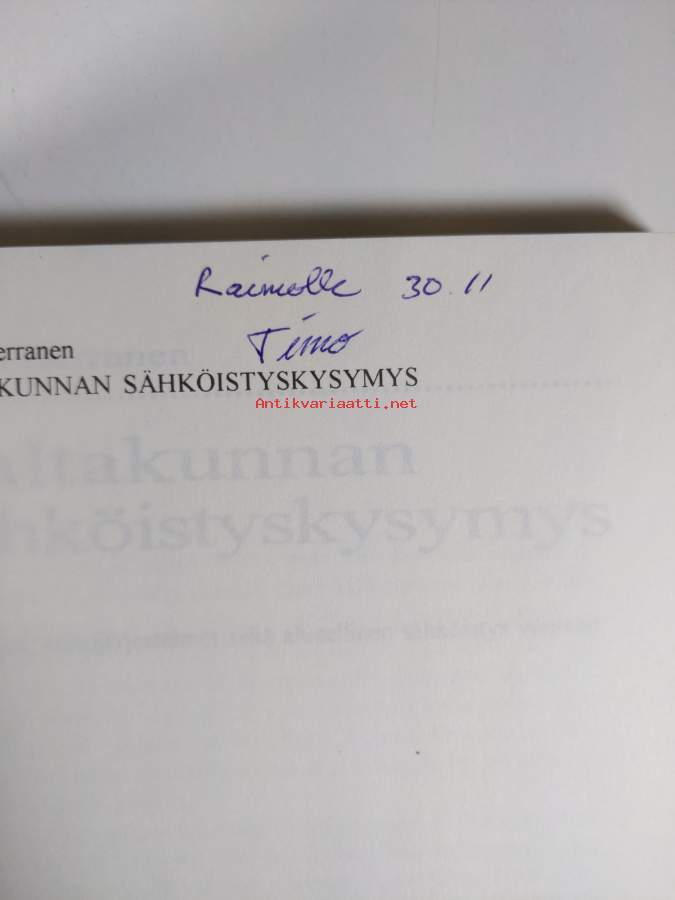 Raimolle 30.11
Timo
erranen
KUNNAN SÄHKÖISTYSKYSYMYS
Antikvariaatti.net
altakunnan
hköistyskysymys